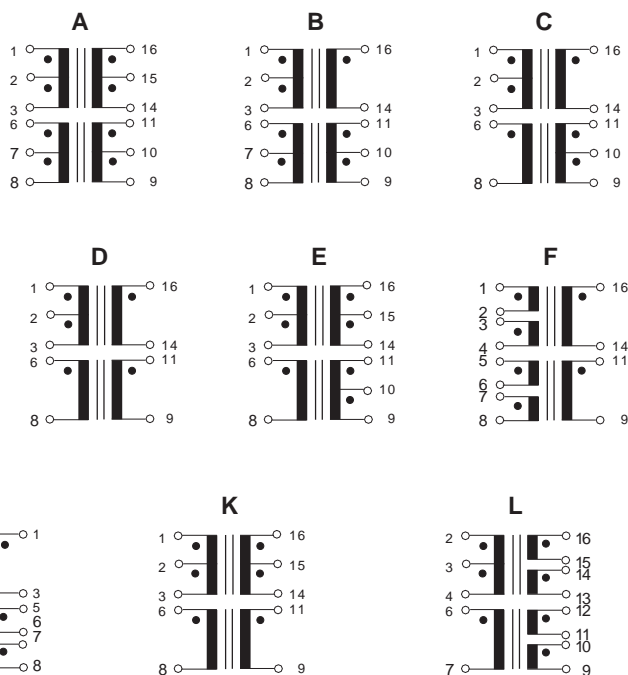 A B C
1 16 1 16 1 16
2 15 2 2
3 14 3 14 3 14
6 11 6 11 6 11
7 10 7 10 10
8 9 8 9 8 9
D E F
1 16 1 16 1 16
2 2 15 2
3
3 14 3 14 4 14
6 11 6 11 5 11
10 6
7
8 9 8 9 8 9
K L
1 1 16 2 16
2 15 3 15
14
3 3 14 4 13
5 6 11 6 12
6
7 11
10
8 8 9 7 9